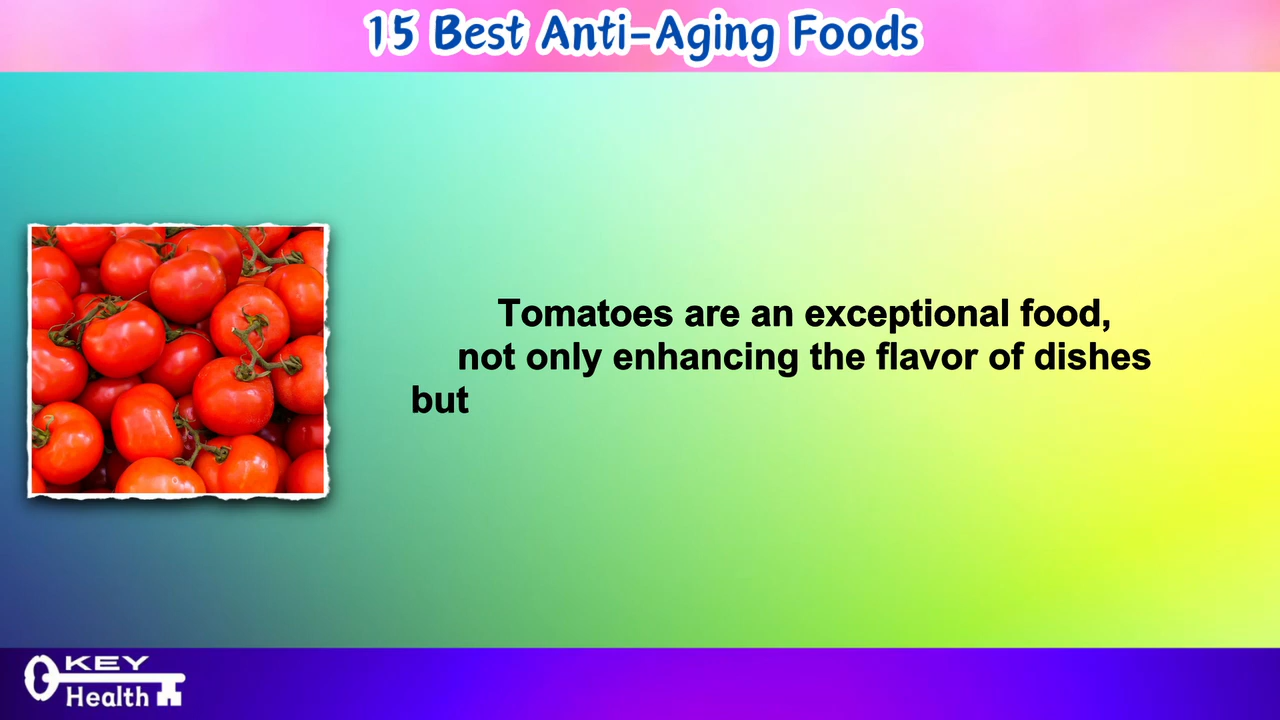 15 Best Anti-Aging Foods
Tomatoes are an exceptional food,
not only enhancing the flavor of dishes
but
KEY
Health